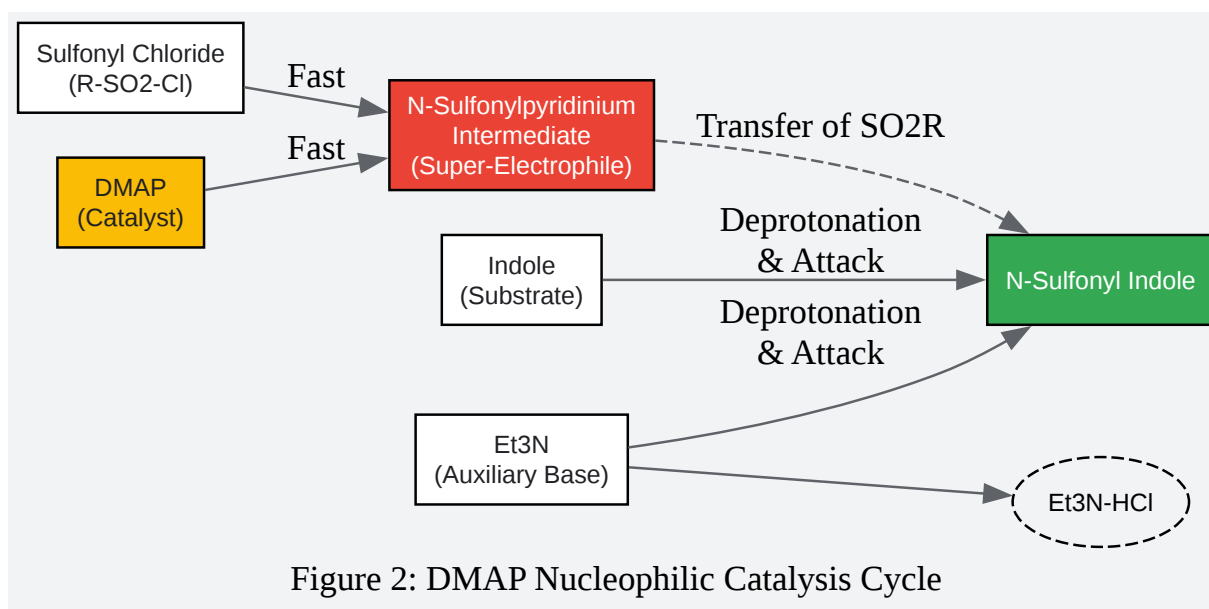 Sulfonyl Chloride
(R-SO2-Cl)
Fast
DMAP
(Catalyst)
Fast
N-Sulfonylpyridinium
Intermediate
(Super-Electrophile)
Transfer of SO2R
Indole
(Substrate)
Deprotonation
& Attack
Deprotonation
& Attack
N-Sulfonyl Indole
Et3N
(Auxiliary Base)
Et3N-HCl
Figure 2: DMAP Nucleophilic Catalysis Cycle